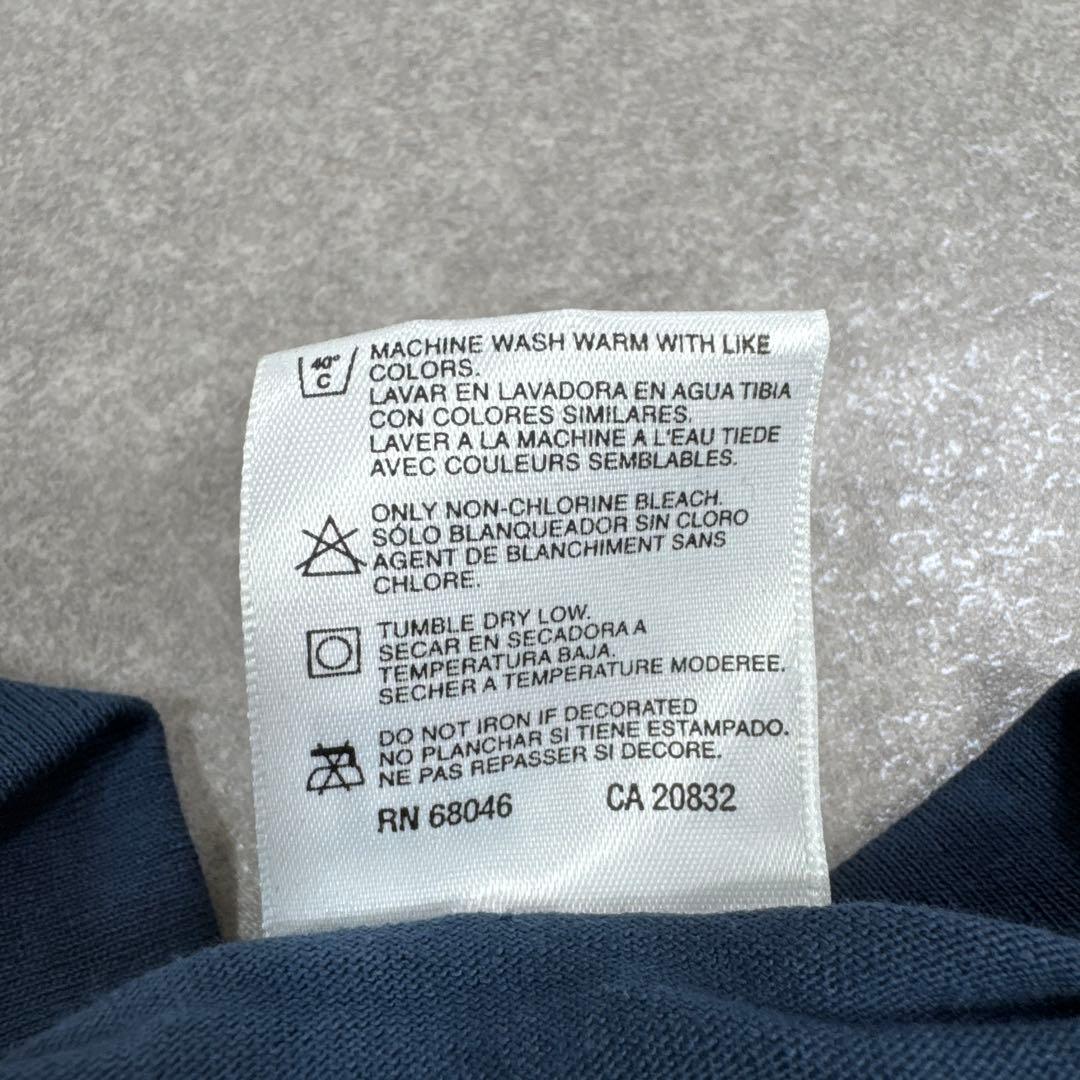 40°
C
MACHINE WASH WARM WITH LIKE
COLORS.
LAVAR EN LAVADORA EN AGUA TIBIA
CON COLORES SIMILARES.
LAVER A LA MACHINE A L'EAU TIEDE
AVEC COULEURS SEMBLABLES.
ONLY NON-CHLORINE BLEACH.
SÓLO BLANQUEADOR SIN CLORO
AGENT DE BLANCHIMENT SANS
CHLORE.
TUMBLE DRY LOW.
SECAR EN SECADORA A
TEMPERATURA BAJA.
SECHER A TEMPERATURE MODEREE.
DO NOT IRON IF DECORATED
NO PLANCHAR SI TIENE ESTAMPADO.
NE PAS REPASSER SI DECORE.
RN 68046 CA 20832